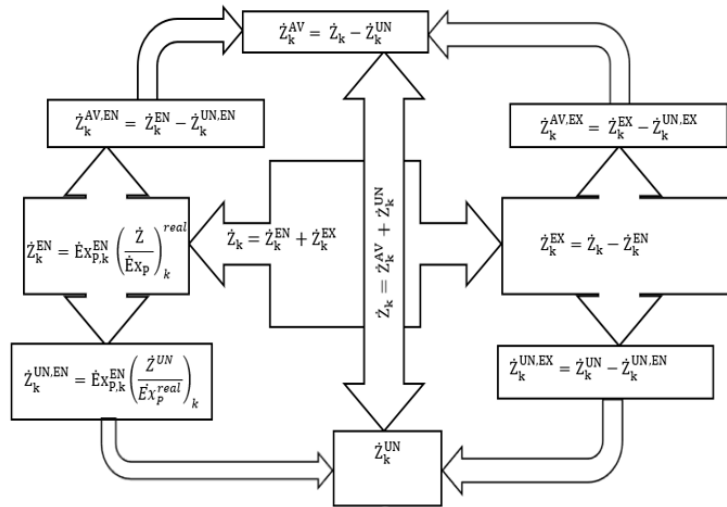 Ż_k^AV = Ż_k − Ż_k^UN
Ż_k^AV,EN = Ż_k^EN − Ż_k^UN,EN
Ż_k^AV,EX = Ż_k^EX − Ż_k^UN,EX
Ż_k^EN = Ėx_P,k^EN (Ż / Ėx_P)_k^real
Ż_k = Ż_k^EN + Ż_k^EX
Ż_k = Ż_k^AV + Ż_k^UN
Ż_k^EX = Ż_k − Ż_k^EN
Ż_k^UN,EN = Ėx_P,k^EN (Ż^UN / Ėx_P^real)_k
Ż_k^UN,EX = Ż_k^UN − Ż_k^UN,EN
Ż_k^UN